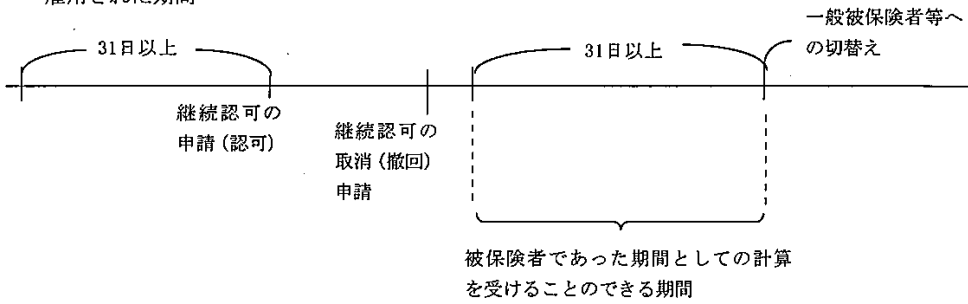 雇用された期間
一般被保険者等へ
の切替え
31日以上
31日以上
継続認可の
申請(認可)
継続認可の
取消(撤回)
申請
被保険者であった期間としての計算
を受けることのできる期間